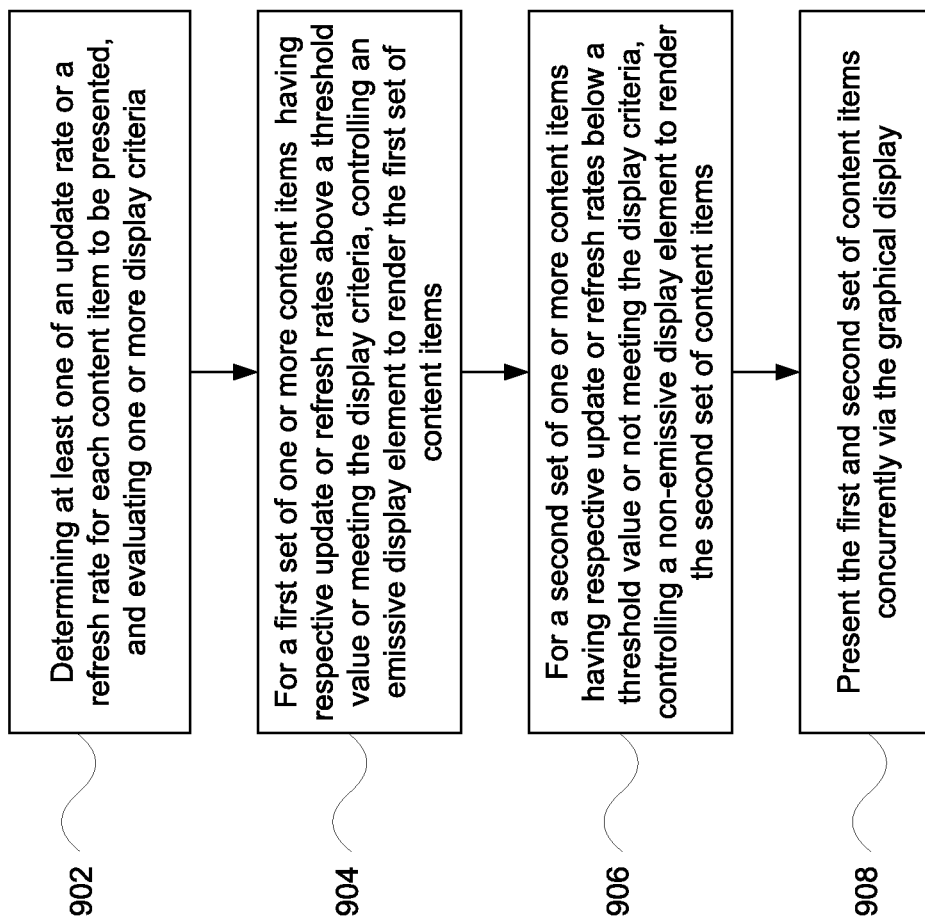 902
Determining at least one of an update rate or a
refresh rate for each content item to be presented,
and evaluating one or more display criteria
904
For a first set of one or more content items having
respective update or refresh rates above a threshold
value or meeting the display criteria, controlling an
emissive display element to render the first set of
content items
906
For a second set of one or more content items
having respective update or refresh rates below a
threshold value or not meeting the display criteria,
controlling a non-emissive display element to render
the second set of content items
908
Present the first and second set of content items
concurrently via the graphical display